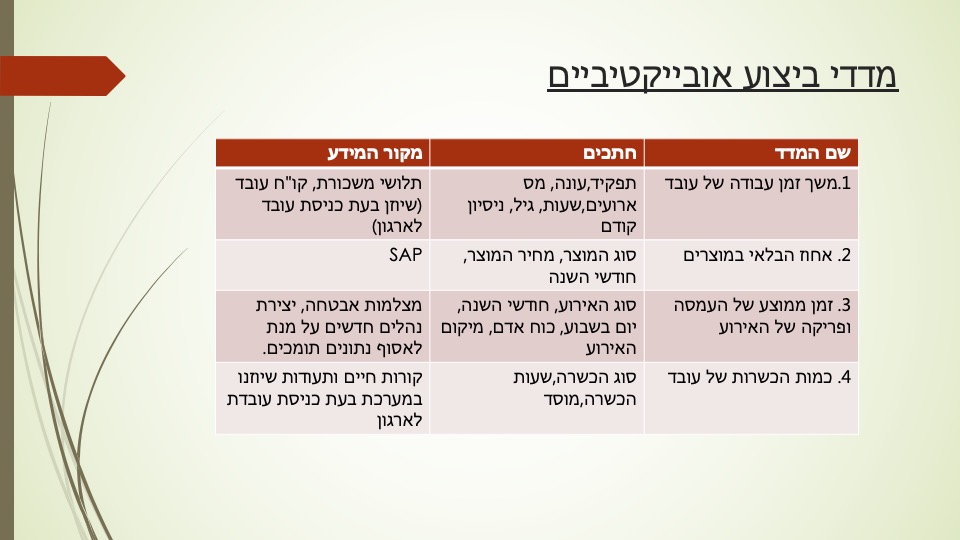 מדדי ביצוע אובייקטיביים
שם המדד
חתכים
מקור המידע
1.משך זמן עבודה של עובד
תפקיד,עונה, מס
ארועים,שעות, גיל, ניסיון
קודם
תלושי משכורת, קו"ח עובד
(שיוזן בעת כניסת עובד
לארגון)
2. אחוז הבלאי במוצרים
סוג המוצר, מחיר המוצר,
חודשי השנה
SAP
3. זמן ממוצע של העמסה
ופריקה של האירוע
סוג האירוע, חודשי השנה,
יום בשבוע, כוח אדם, מיקום
האירוע
מצלמות אבטחה, יצירת
נהלים חדשים על מנת
לאסוף נתונים תומכים.
4. כמות הכשרות של עובד
סוג הכשרה,שעות
הכשרה,מוסד
קורות חיים ותעודות שיוזנו
במערכת בעת כניסת עובדת
לארגון